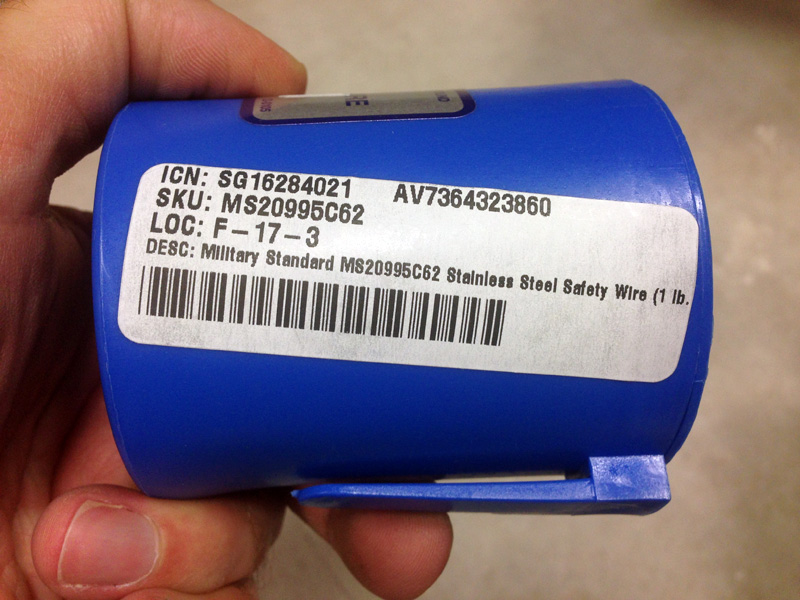 ICN: SG16284021 AV7364323860
SKU: MS20995C62
LOC: F-17-3
DESC: Military Standard MS20995C62 Stainless Steel Safety Wire (1 lb.